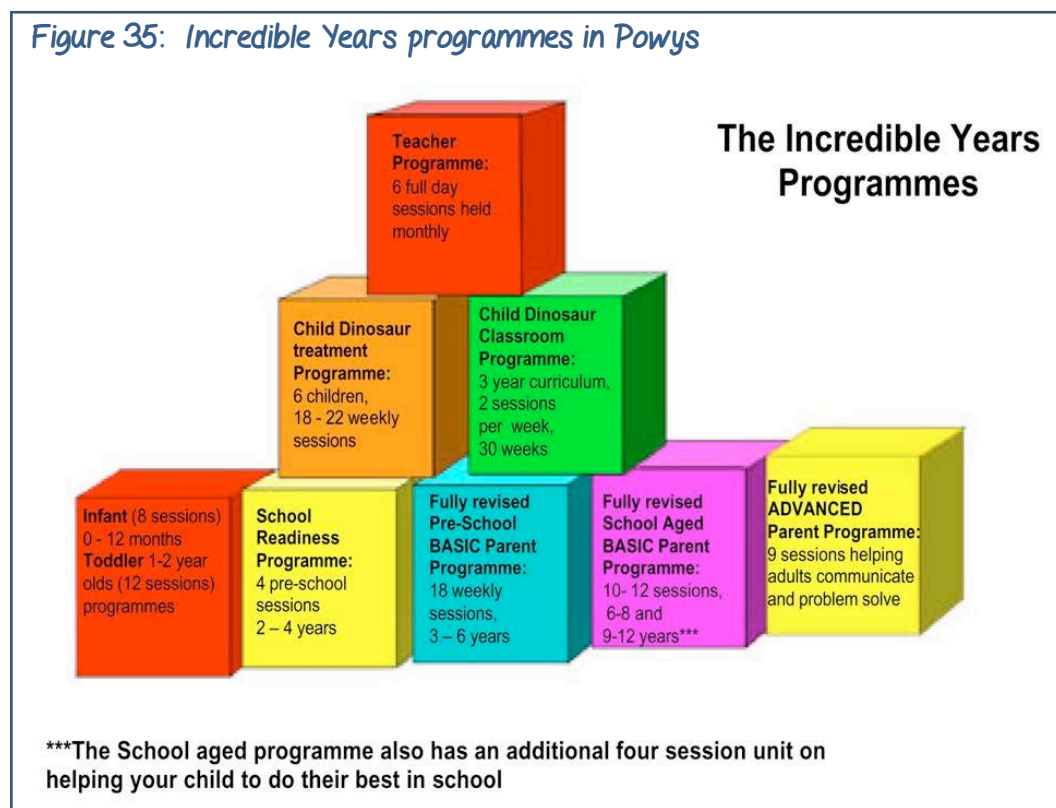 Figure 35: Incredible Years programmes in Powys
The Incredible Years
Programmes
Teacher
Programme:
6 full day
sessions held
monthly
Child Dinosaur
treatment
Programme:
6 children,
18 - 22 weekly
sessions
Child Dinosaur
Classroom
Programme:
3 year curriculum,
2 sessions
per week,
30 weeks
Infant (8 sessions)
0 - 12 months
Toddler 1-2 year
olds (12 sessions)
programmes
School
Readiness
Programme:
4 pre-school
sessions
2 – 4 years
Fully revised
Pre-School
BASIC Parent
Programme:
18 weekly
sessions,
3 – 6 years
Fully revised
School Aged
BASIC Parent
Programme:
10- 12 sessions,
6-8 and
9-12 years***
Fully revised
ADVANCED
Parent Programme:
9 sessions helping
adults communicate
and problem solve
***The School aged programme also has an additional four session unit on
helping your child to do their best in school